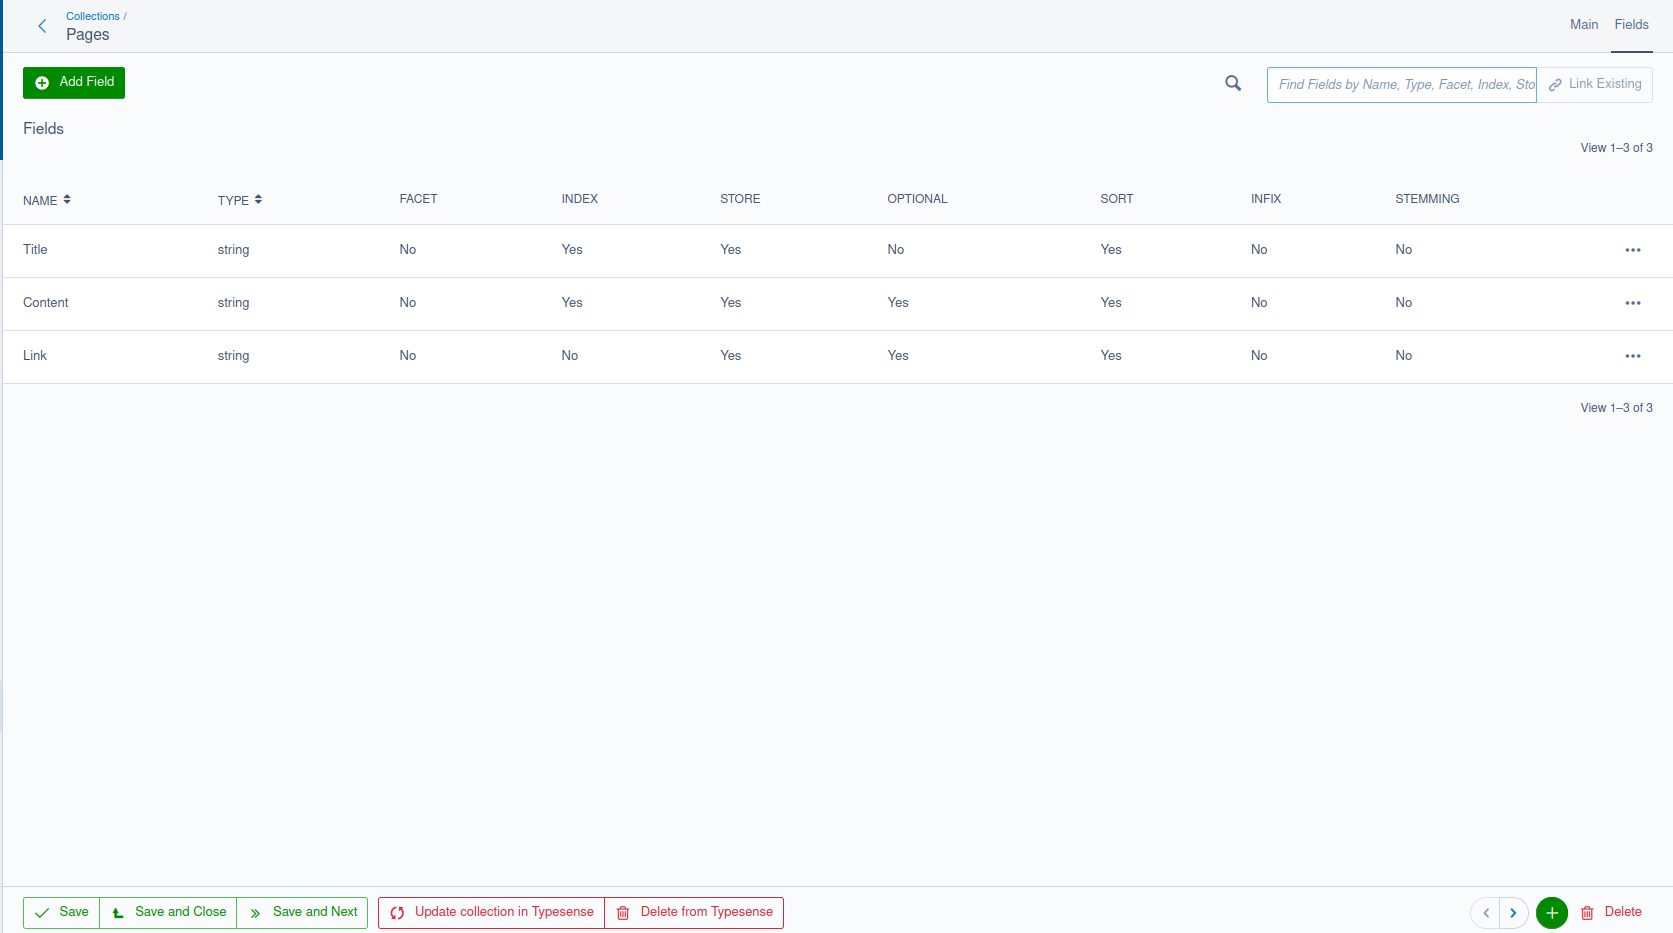 Collections /
Pages
Main Fields
Add Field
Find Fields by Name, Type, Facet, Index, Sto
Link Existing
Fields
View 1–3 of 3
NAME TYPE FACET INDEX STORE OPTIONAL SORT INFIX STEMMING
Title string No Yes Yes No Yes No No
Content string No Yes Yes Yes Yes No No
Link string No No Yes Yes Yes No No
View 1–3 of 3
Save Save and Close Save and Next Update collection in Typesense Delete from Typesense Delete